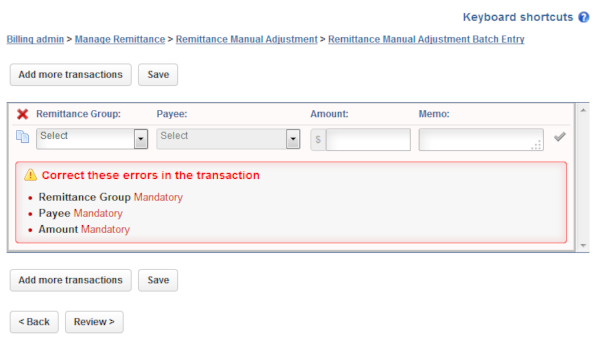 Keyboard shortcuts ?
Billing admin > Manage Remittance > Remittance Manual Adjustment > Remittance Manual Adjustment Batch Entry
Add more transactions Save
Remittance Group: Payee: Amount: Memo:
Select Select $
Correct these errors in the transaction
• Remittance Group Mandatory
• Payee Mandatory
• Amount Mandatory
Add more transactions Save
< Back Review >